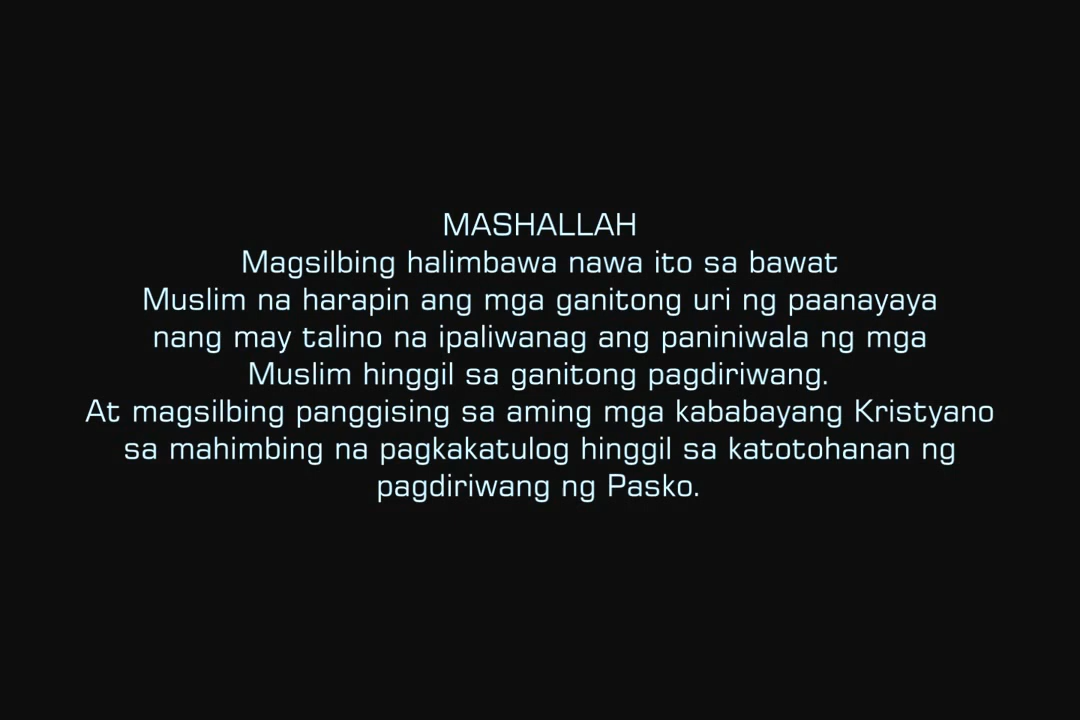 MASHALLAH
Magsilbing halimbawa nawa ito sa bawat
Muslim na harapin ang mga ganitong uri ng paanayaya
nang may talino na ipaliwanag ang paniniwala ng mga
Muslim hinggil sa ganitong pagdiriwang.
At magsilbing panggising sa aming mga kababayang Kristyano
sa mahimbing na pagkakatulog hinggil sa katotohanan ng
pagdiriwang ng Pasko.